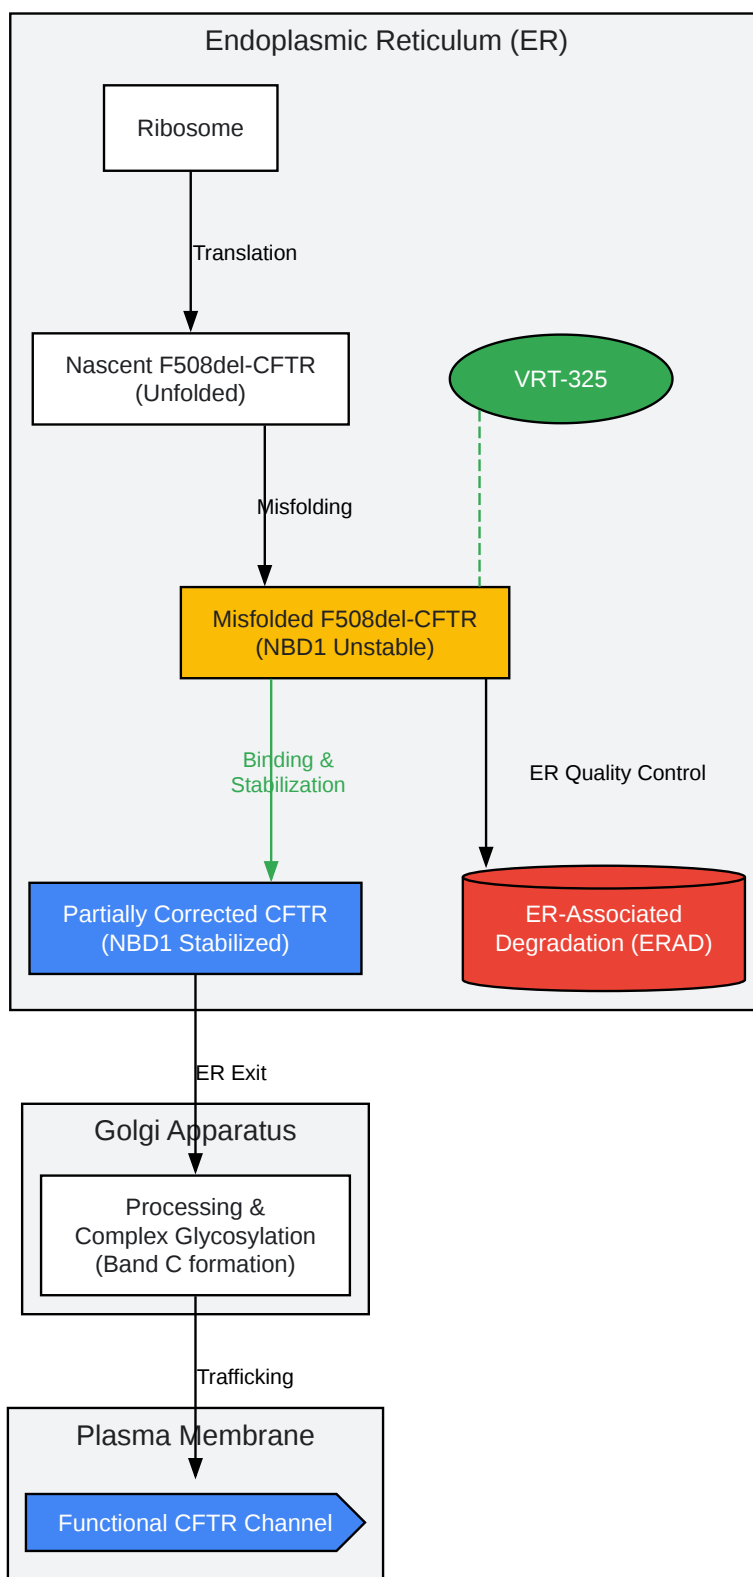 Endoplasmic Reticulum (ER)
Ribosome
Translation
Nascent F508del-CFTR
(Unfolded)
VRT-325
Misfolding
Misfolded F508del-CFTR
(NBD1 Unstable)
Binding &
Stabilization
ER Quality Control
Partially Corrected CFTR
(NBD1 Stabilized)
ER-Associated
Degradation (ERAD)
ER Exit
Golgi Apparatus
Processing &
Complex Glycosylation
(Band C formation)
Trafficking
Plasma Membrane
Functional CFTR Channel